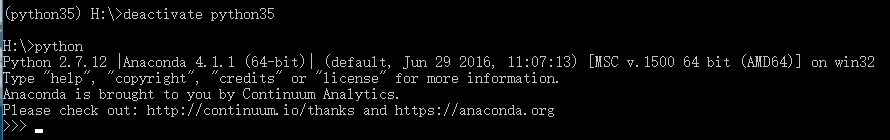 (python35) H:\>deactivate python35
H:\>python
Python 2.7.12 |Anaconda 4.1.1 (64-bit)| (default, Jun 29 2016, 11:07:13) [MSC v.1500 64 bit (AMD64)] on win32
Type "help", "copyright", "credits" or "license" for more information.
Anaconda is brought to you by Continuum Analytics.
Please check out: http://continuum.io/thanks and https://anaconda.org
>>>